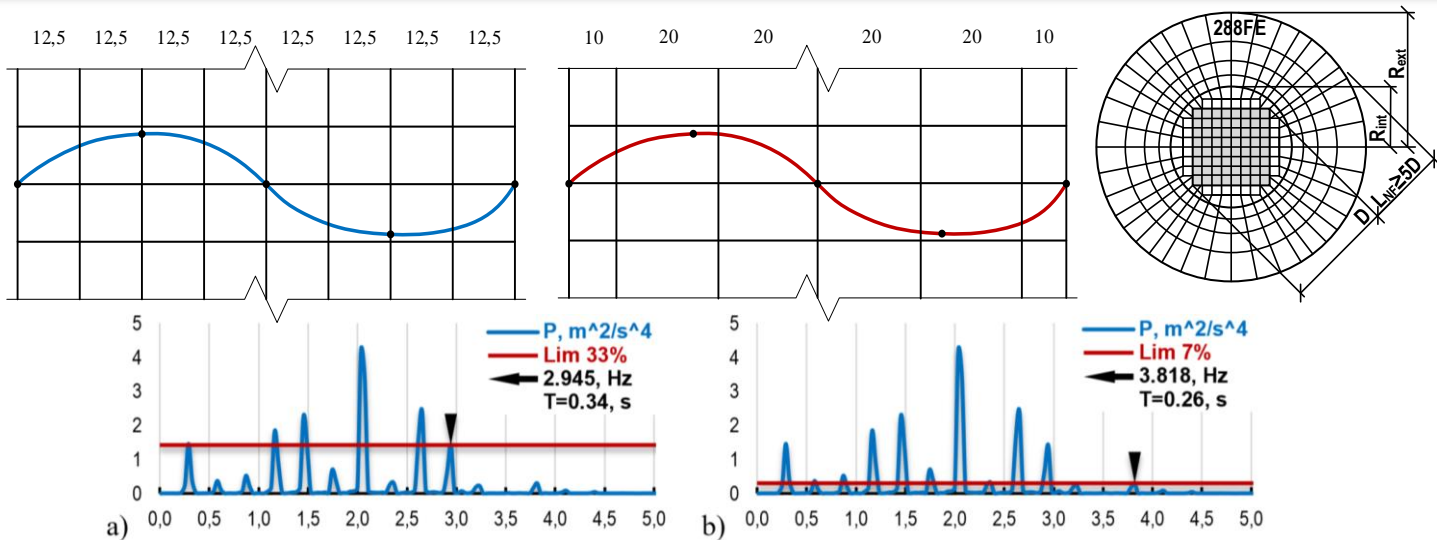 12,5 12,5 12,5 12,5 12,5 12,5 12,5 12,5
10 20 20 20 20 10
288FE
Rext
Rint
D LNF≥5D
5
4
3
2
1
0
P, m^2/s^4
Lim 33%
2.945, Hz
T=0.34, s
0,0 0,5 1,0 1,5 2,0 2,5 3,0 3,5 4,0 4,5 5,0
a)
5
4
3
2
1
0
P, m^2/s^4
Lim 7%
3.818, Hz
T=0.26, s
0,0 0,5 1,0 1,5 2,0 2,5 3,0 3,5 4,0 4,5 5,0
b)